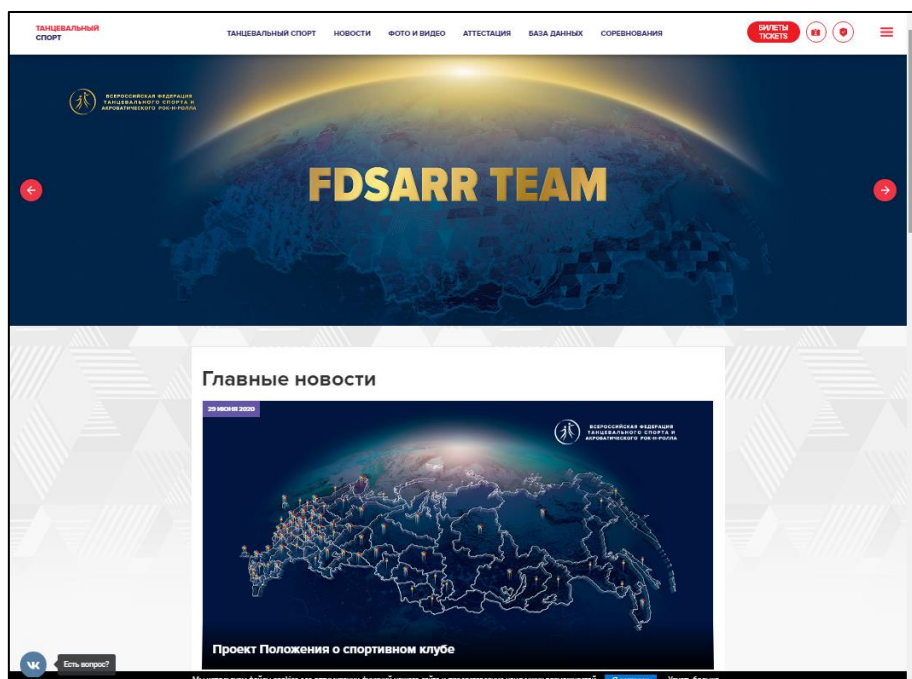 ТАНЦЕВАЛЬНЫЙ
СПОРТ
ТАНЦЕВАЛЬНЫЙ СПОРТ НОВОСТИ ФОТО И ВИДЕО АТТЕСТАЦИЯ БАЗА ДАННЫХ СОРЕВНОВАНИЯ
БИЛЕТЫ
TICKETS
ВСЕРОССИЙСКАЯ ФЕДЕРАЦИЯ
ТАНЦЕВАЛЬНОГО СПОРТА И
АКРОБАТИЧЕСКОГО РОК-Н-РОЛЛА
FDSARR TEAM
Главные новости
29 ИЮНЯ 2020
ВСЕРОССИЙСКАЯ ФЕДЕРАЦИЯ
ТАНЦЕВАЛЬНОГО СПОРТА И
АКРОБАТИЧЕСКОГО РОК-Н-РОЛЛА
Проект Положения о спортивном клубе
Есть вопрос?